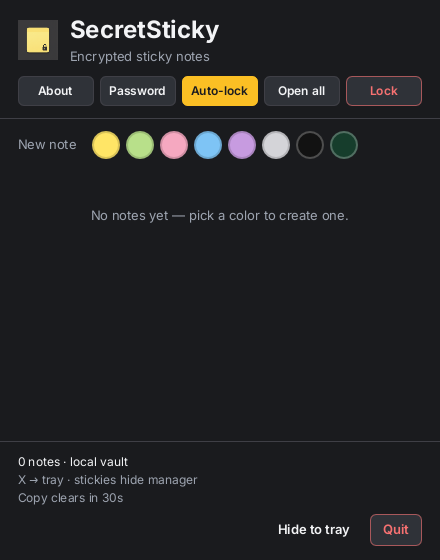 SecretSticky
Encrypted sticky notes
About Password Auto-lock Open all Lock
New note
No notes yet — pick a color to create one.
0 notes · local vault
X → tray · stickies hide manager
Copy clears in 30s
Hide to tray Quit